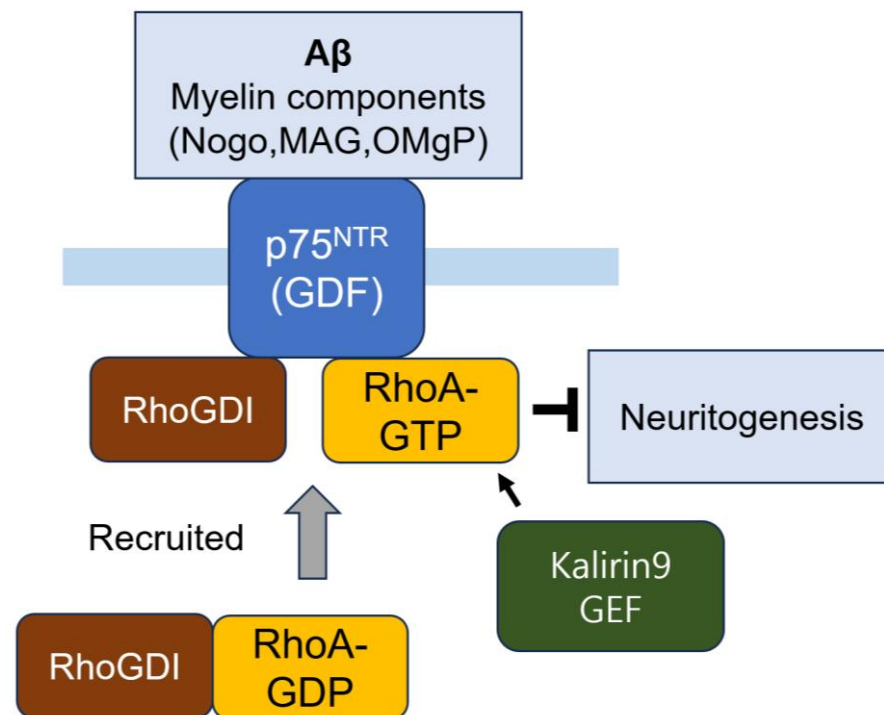 Aβ
Myelin components
(Nogo,MAG,OMgP)
p75NTR
(GDF)
RhoGDI
RhoA-
GTP
Neuritogenesis
Recruited
Kalirin9
GEF
RhoGDI
RhoA-
GDP